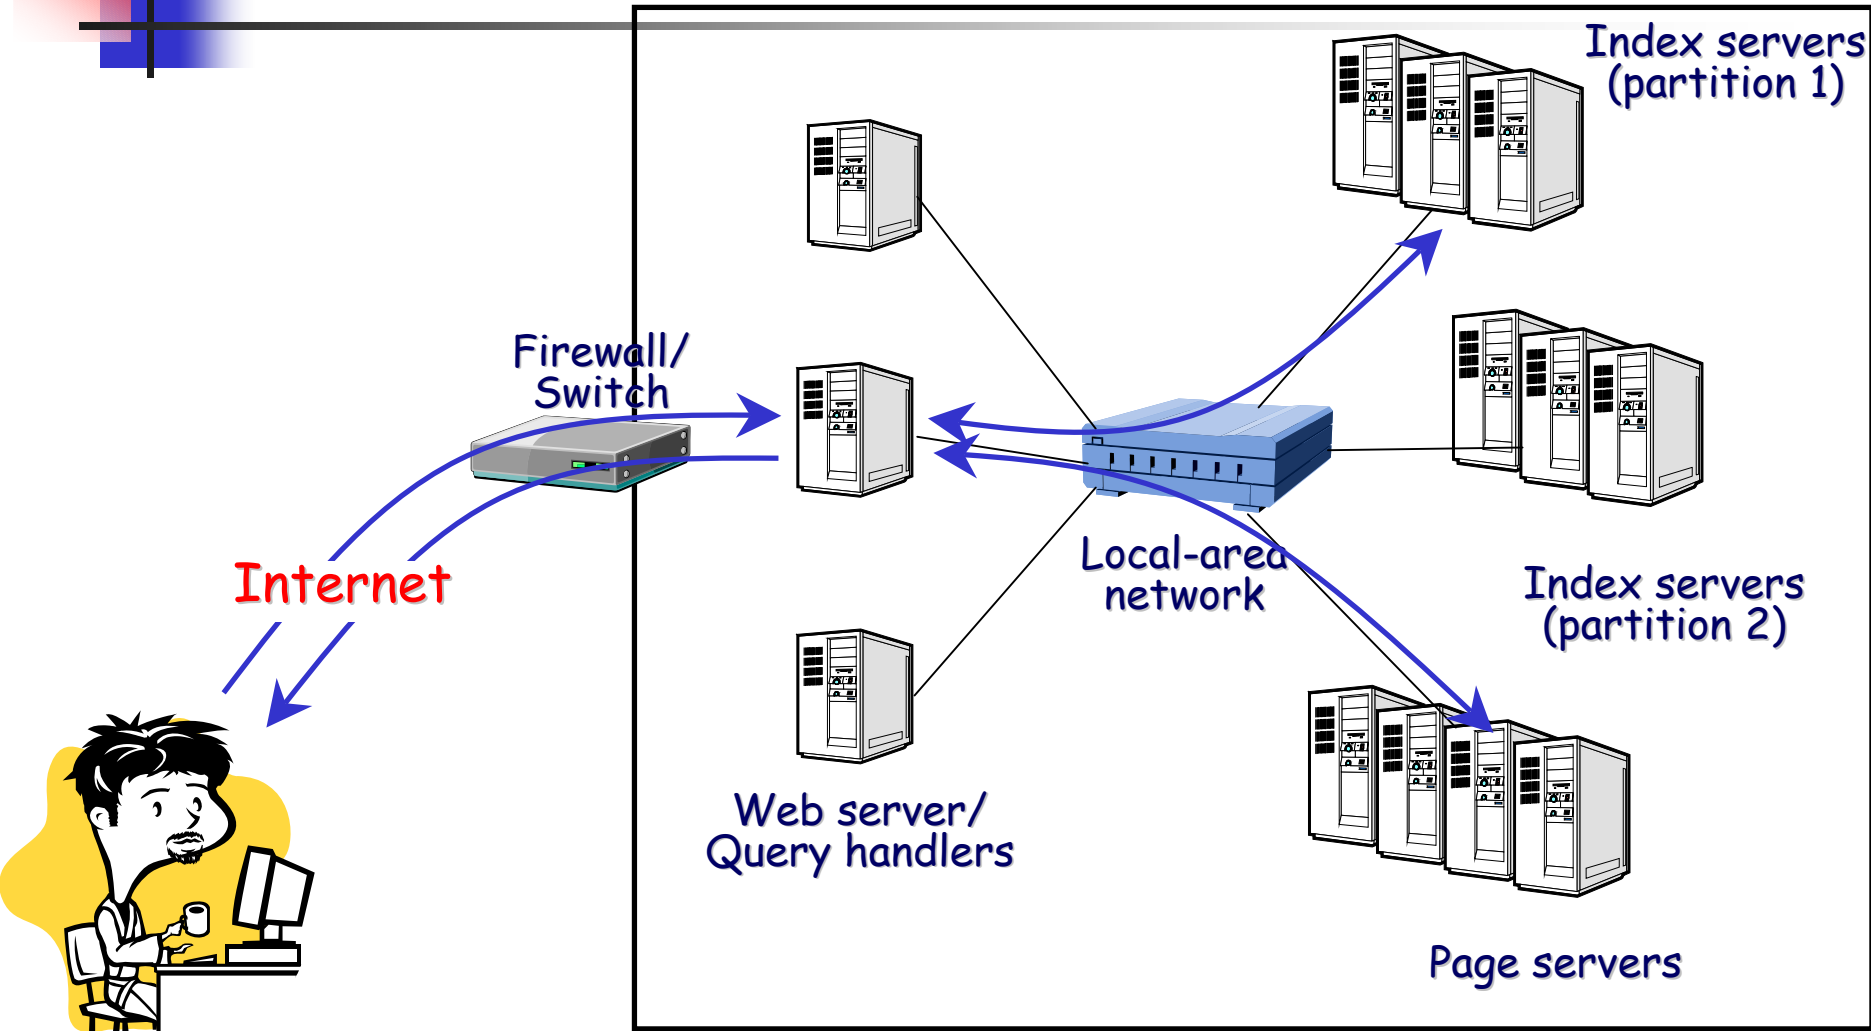 Index servers
(partition 1)
Firewall/
Switch
Local-area
network
Internet
Index servers
(partition 2)
Web server/
Query handlers
Page servers